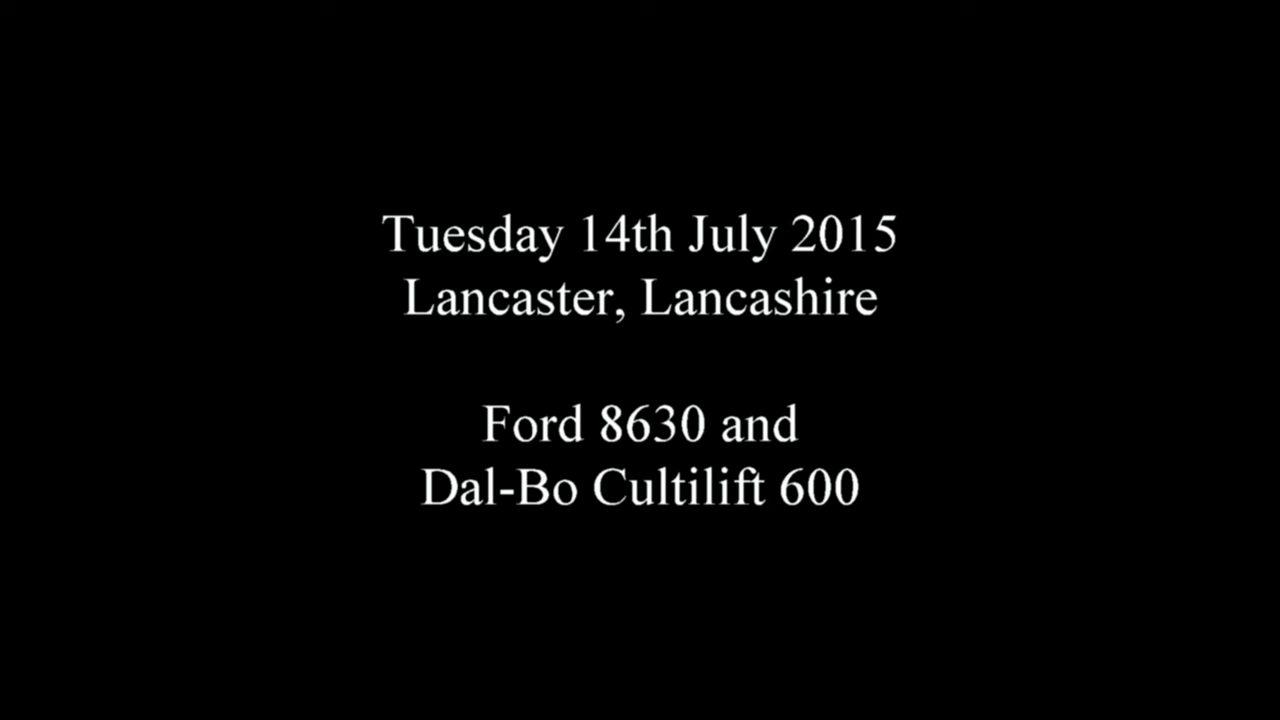 Tuesday 14th July 2015
Lancaster, Lancashire
Ford 8630 and
Dal-Bo Cultilift 600